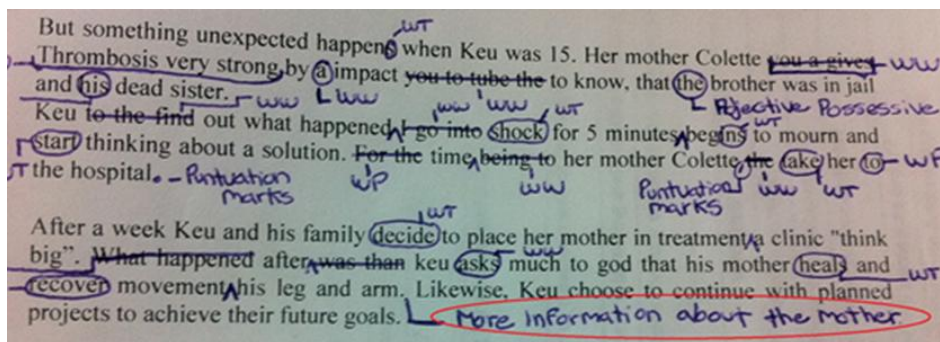 WT
But something unexpected happens when Keu was 15. Her mother Colette you a gives WW
Thrombosis very strong, by a impact you to tube the to know, that the brother was in jail
and his dead sister. WW WW WW WW WT Adjective Possessive
Keu to the find out what happened I go into shock for 5 minutes begins to mourn and WT
start thinking about a solution. For the time being to her mother Colette, the take her to WP
WT the hospital. - Puntuation marks WP WW Puntuation marks WW WT
WT
After a week Keu and his family decide to place her mother in treatment a clinic "think
big". What happened after was than keu asks much to god that his mother heals and WW WT
recover movement his leg and arm. Likewise, Keu choose to continue with planned
projects to achieve their future goals. More Information about the mother.